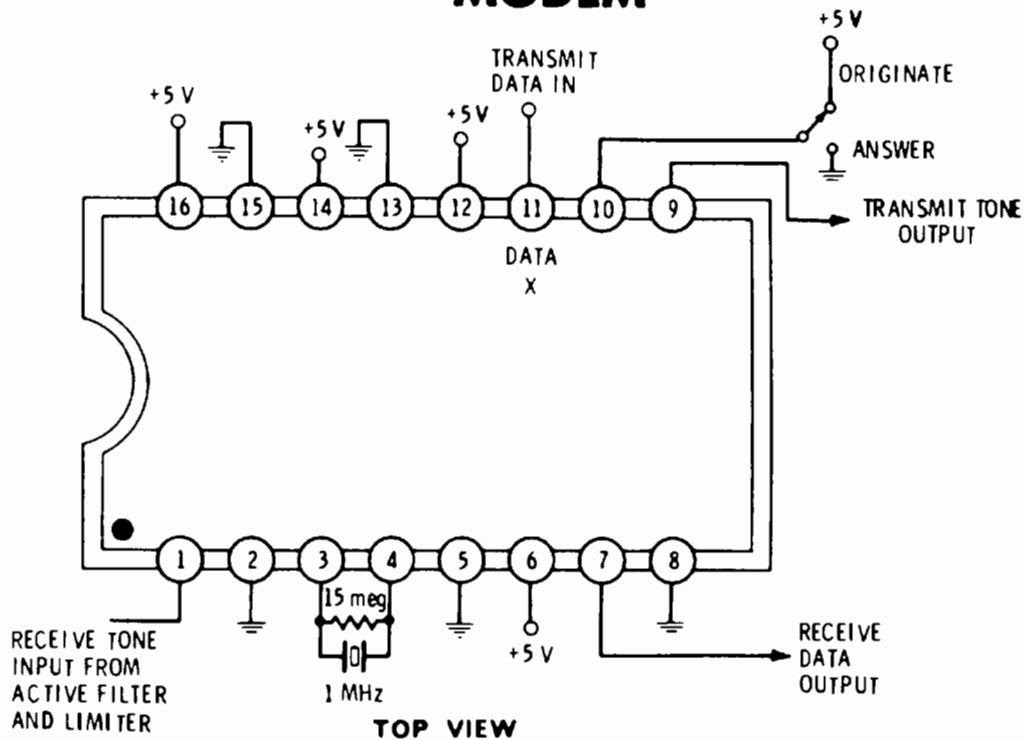 MODEM
+5 V
ORIGINATE
TRANSMIT
DATA IN
+5 V
+5V
+5V
ANSWER
16 15 14 13 12 11 10 9
TRANSMIT TONE
OUTPUT
DATA
X
1 2 3 4 5 6 7 8
15 meg
1 MHz
+5 V
RECEIVE TONE
INPUT FROM
ACTIVE FILTER
AND LIMITER
RECEIVE
DATA
OUTPUT
TOP VIEW